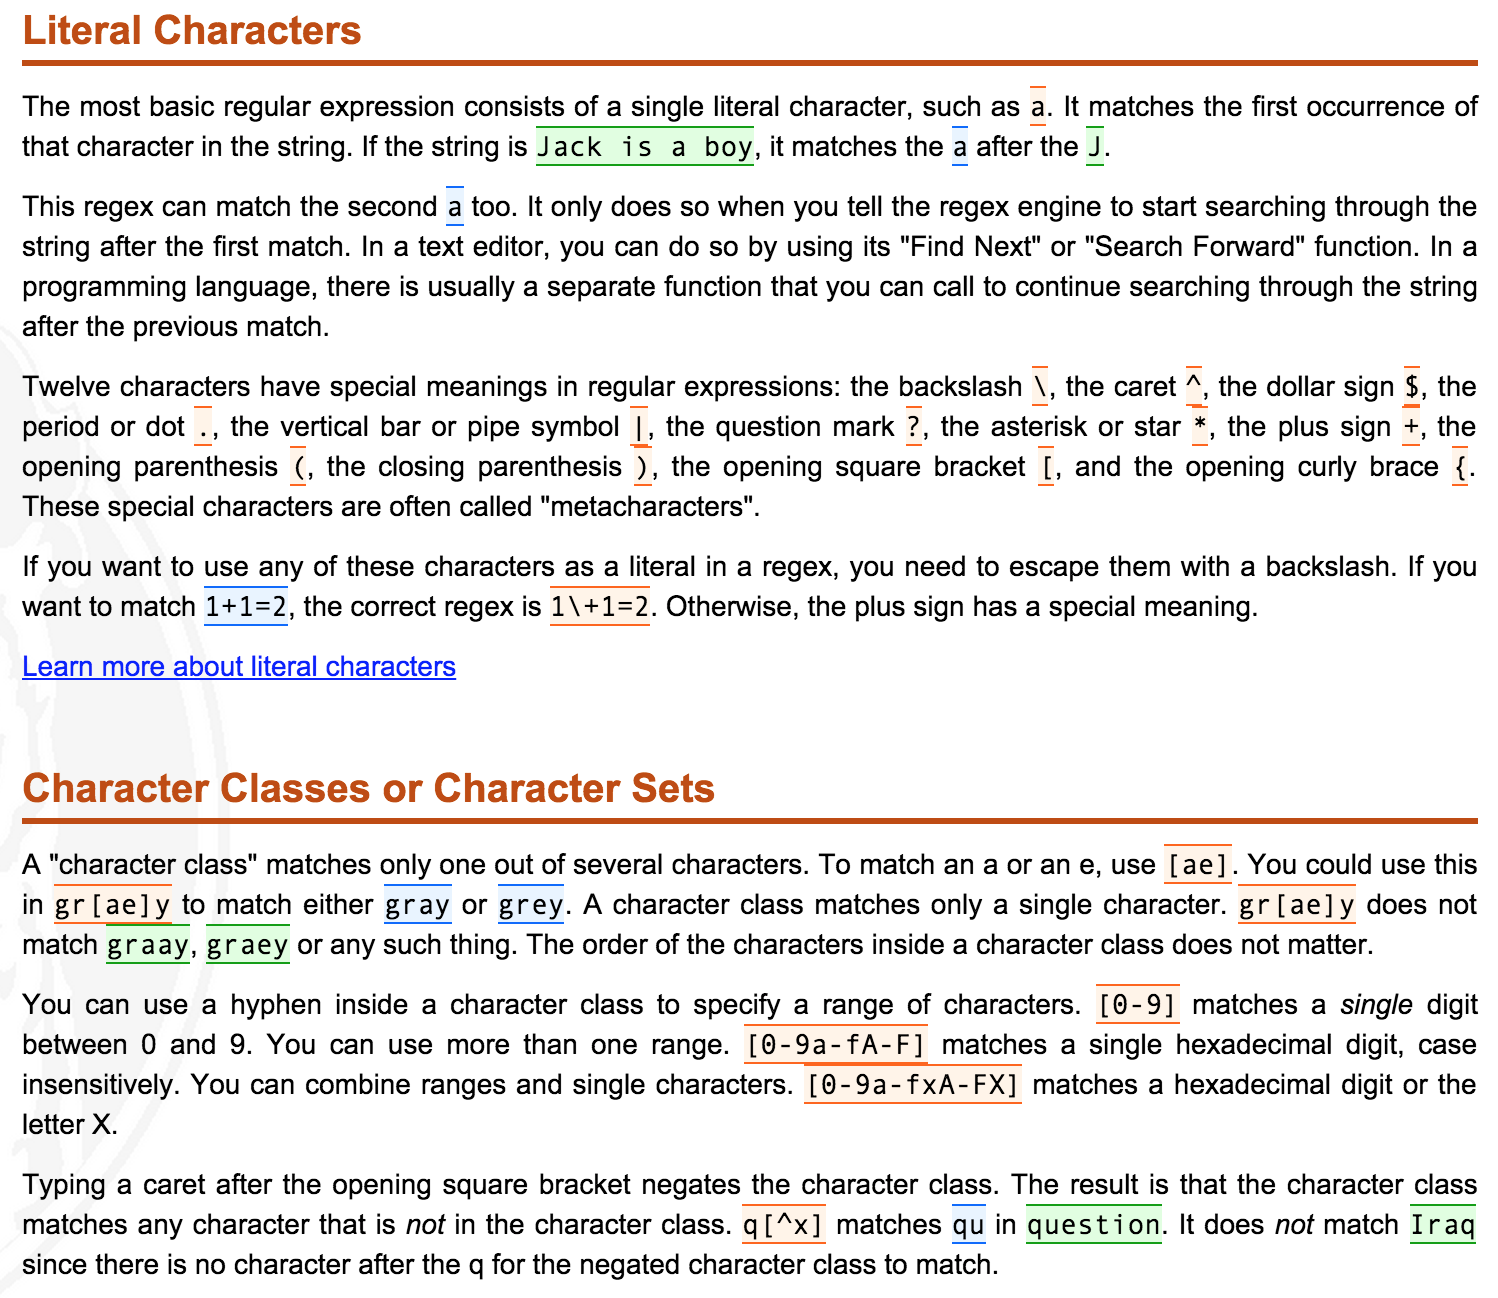 Literal Characters
The most basic regular expression consists of a single literal character, such as a. It matches the first occurrence of
that character in the string. If the string is Jack is a boy, it matches the a after the J.
This regex can match the second a too. It only does so when you tell the regex engine to start searching through the
string after the first match. In a text editor, you can do so by using its "Find Next" or "Search Forward" function. In a
programming language, there is usually a separate function that you can call to continue searching through the string
after the previous match.
Twelve characters have special meanings in regular expressions: the backslash \, the caret ^, the dollar sign $, the
period or dot ., the vertical bar or pipe symbol |, the question mark ?, the asterisk or star *, the plus sign +, the
opening parenthesis (, the closing parenthesis ), the opening square bracket [, and the opening curly brace {.
These special characters are often called "metacharacters".
If you want to use any of these characters as a literal in a regex, you need to escape them with a backslash. If you
want to match 1+1=2, the correct regex is 1\+1=2. Otherwise, the plus sign has a special meaning.
Learn more about literal characters
Character Classes or Character Sets
A "character class" matches only one out of several characters. To match an a or an e, use [ae]. You could use this
in gr[ae]y to match either gray or grey. A character class matches only a single character. gr[ae]y does not
match graay, graey or any such thing. The order of the characters inside a character class does not matter.
You can use a hyphen inside a character class to specify a range of characters. [0-9] matches a single digit
between 0 and 9. You can use more than one range. [0-9a-fA-F] matches a single hexadecimal digit, case
insensitively. You can combine ranges and single characters. [0-9a-fxA-FX] matches a hexadecimal digit or the
letter X.
Typing a caret after the opening square bracket negates the character class. The result is that the character class
matches any character that is not in the character class. q[^x] matches qu in question. It does not match Iraq
since there is no character after the q for the negated character class to match.